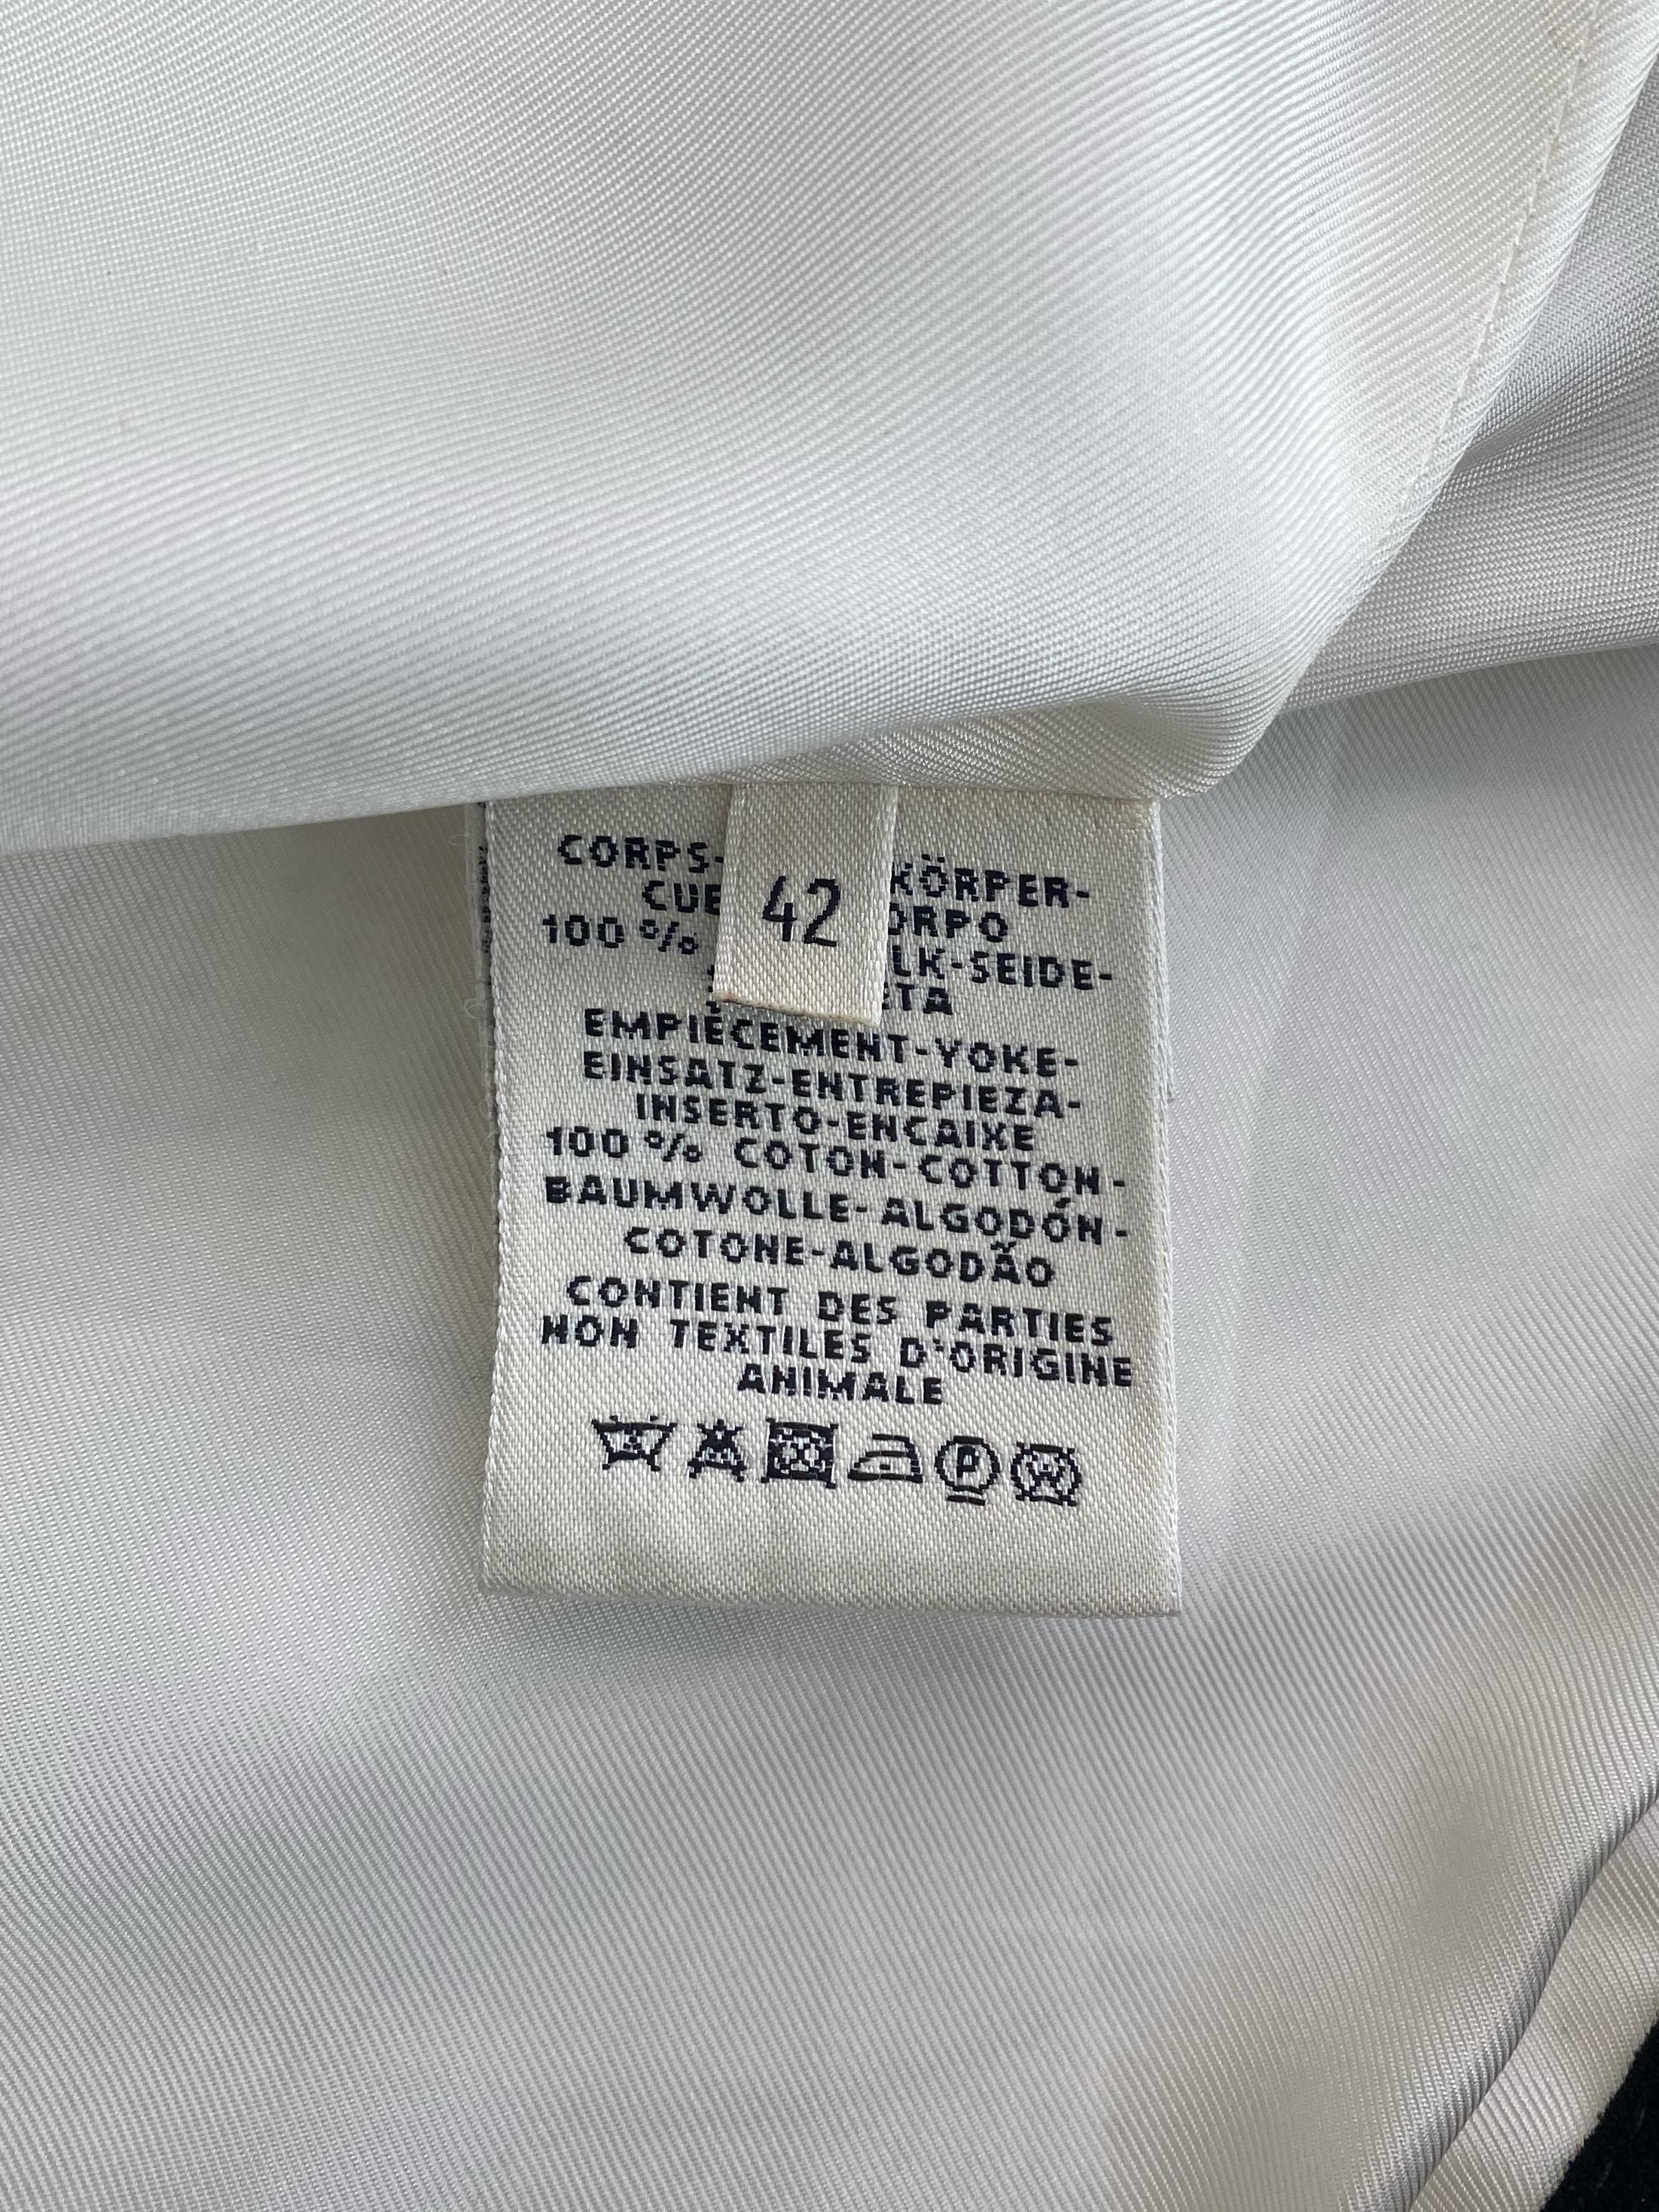 42
CORPS- KÖRPER-
CUE ORPO
100 % LK-SEIDE-
ETA
EMPIÈCEMENT-YOKE-
EINSATZ-ENTREPIEZA-
INSERTO-ENCAIXE
100 % COTON-COTTON-
BAUMWOLLE-ALGODÓN-
COTONE-ALGODÃO
CONTIENT DES PARTIES
NON TEXTILES D'ORIGINE
ANIMALE
P W